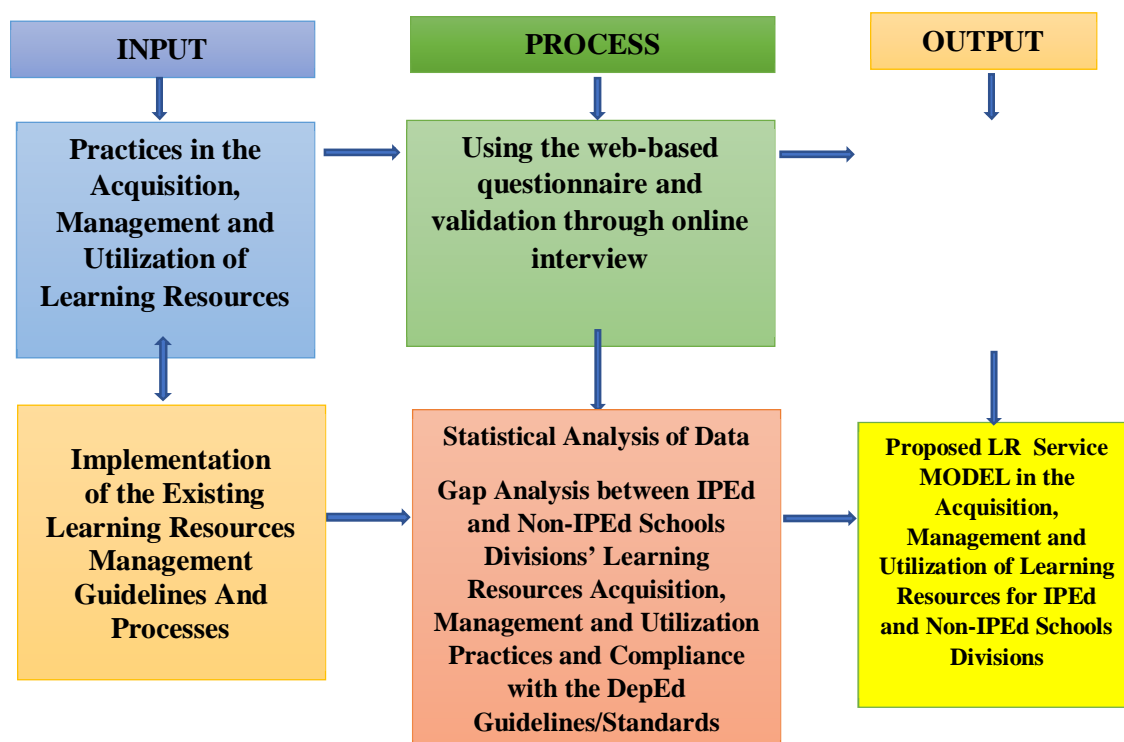 INPUT
PROCESS
OUTPUT
Practices in the
Acquisition,
Management and
Utilization of
Learning Resources
Using the web-based
questionnaire and
validation through online
interview
Implementation
of the Existing
Learning Resources
Management
Guidelines And
Processes
Statistical Analysis of Data
Gap Analysis between IPEd
and Non-IPEd Schools
Divisions’ Learning
Resources Acquisition,
Management and Utilization
Practices and Compliance
with the DepEd
Guidelines/Standards
Proposed LR Service
MODEL in the
Acquisition,
Management and
Utilization of Learning
Resources for IPEd
and Non-IPEd Schools
Divisions